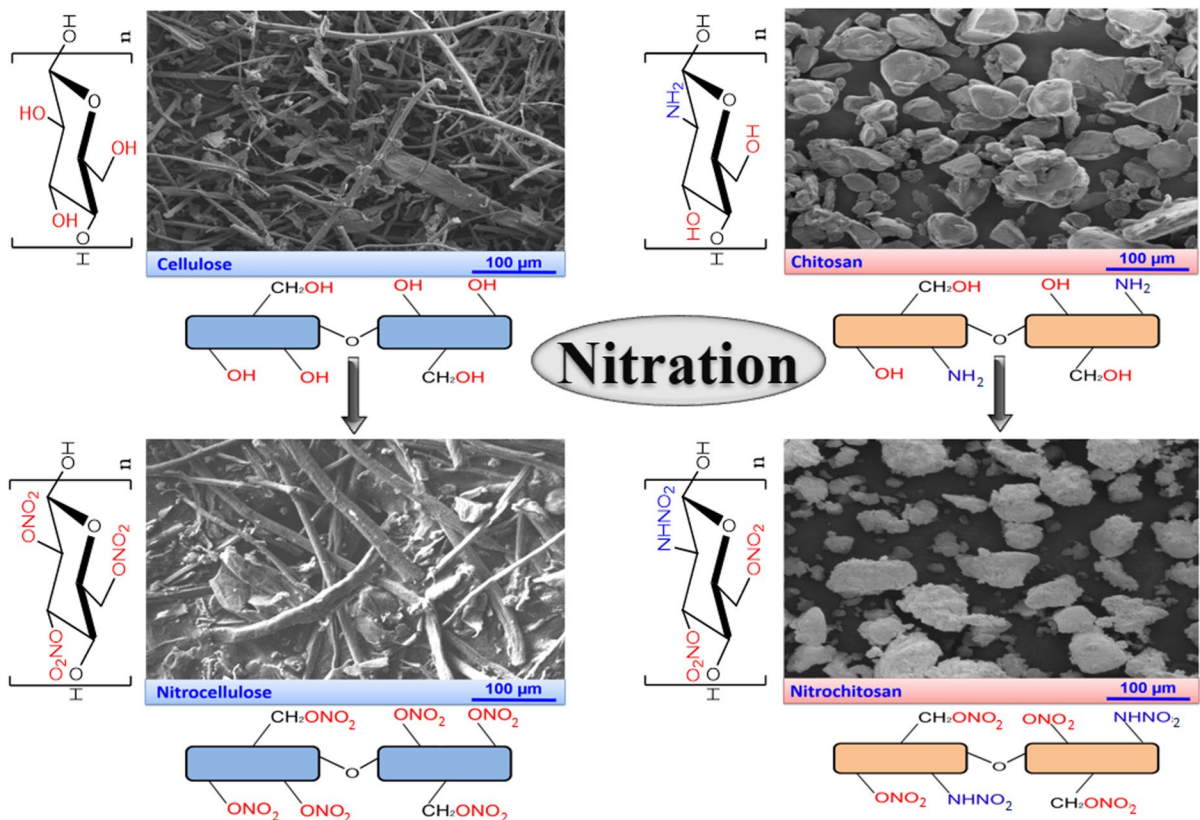 OH
n
O
HO
OH
OH
O
H
Cellulose
100 µm
OH
n
NH₂
O
OH
HO
O
H
Chitosan
100 µm
CH₂OH
OH
OH
O
OH
OH
CH₂OH
Nitration
CH₂OH
OH
NH₂
O
OH
NH₂
CH₂OH
OH
n
ONO₂
O
ONO₂
O₂NO
O
H
Nitrocellulose
100 µm
OH
n
NHNO₂
O
ONO₂
O₂NO
O
H
Nitrochitosan
100 µm
CH₂ONO₂
ONO₂
ONO₂
O
ONO₂
ONO₂
CH₂ONO₂
CH₂ONO₂
ONO₂
NHNO₂
O
ONO₂
NHNO₂
CH₂ONO₂